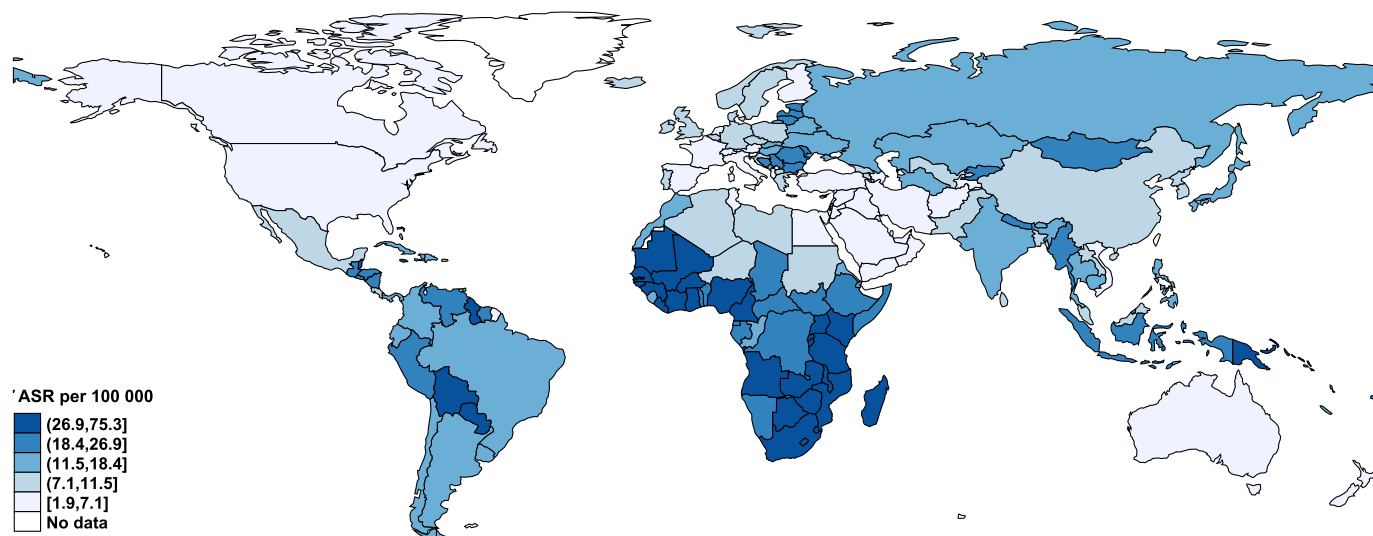 ASR per 100 000
(26.9,75.3]
(18.4,26.9]
(11.5,18.4]
(7.1,11.5]
[1.9,7.1]
No data